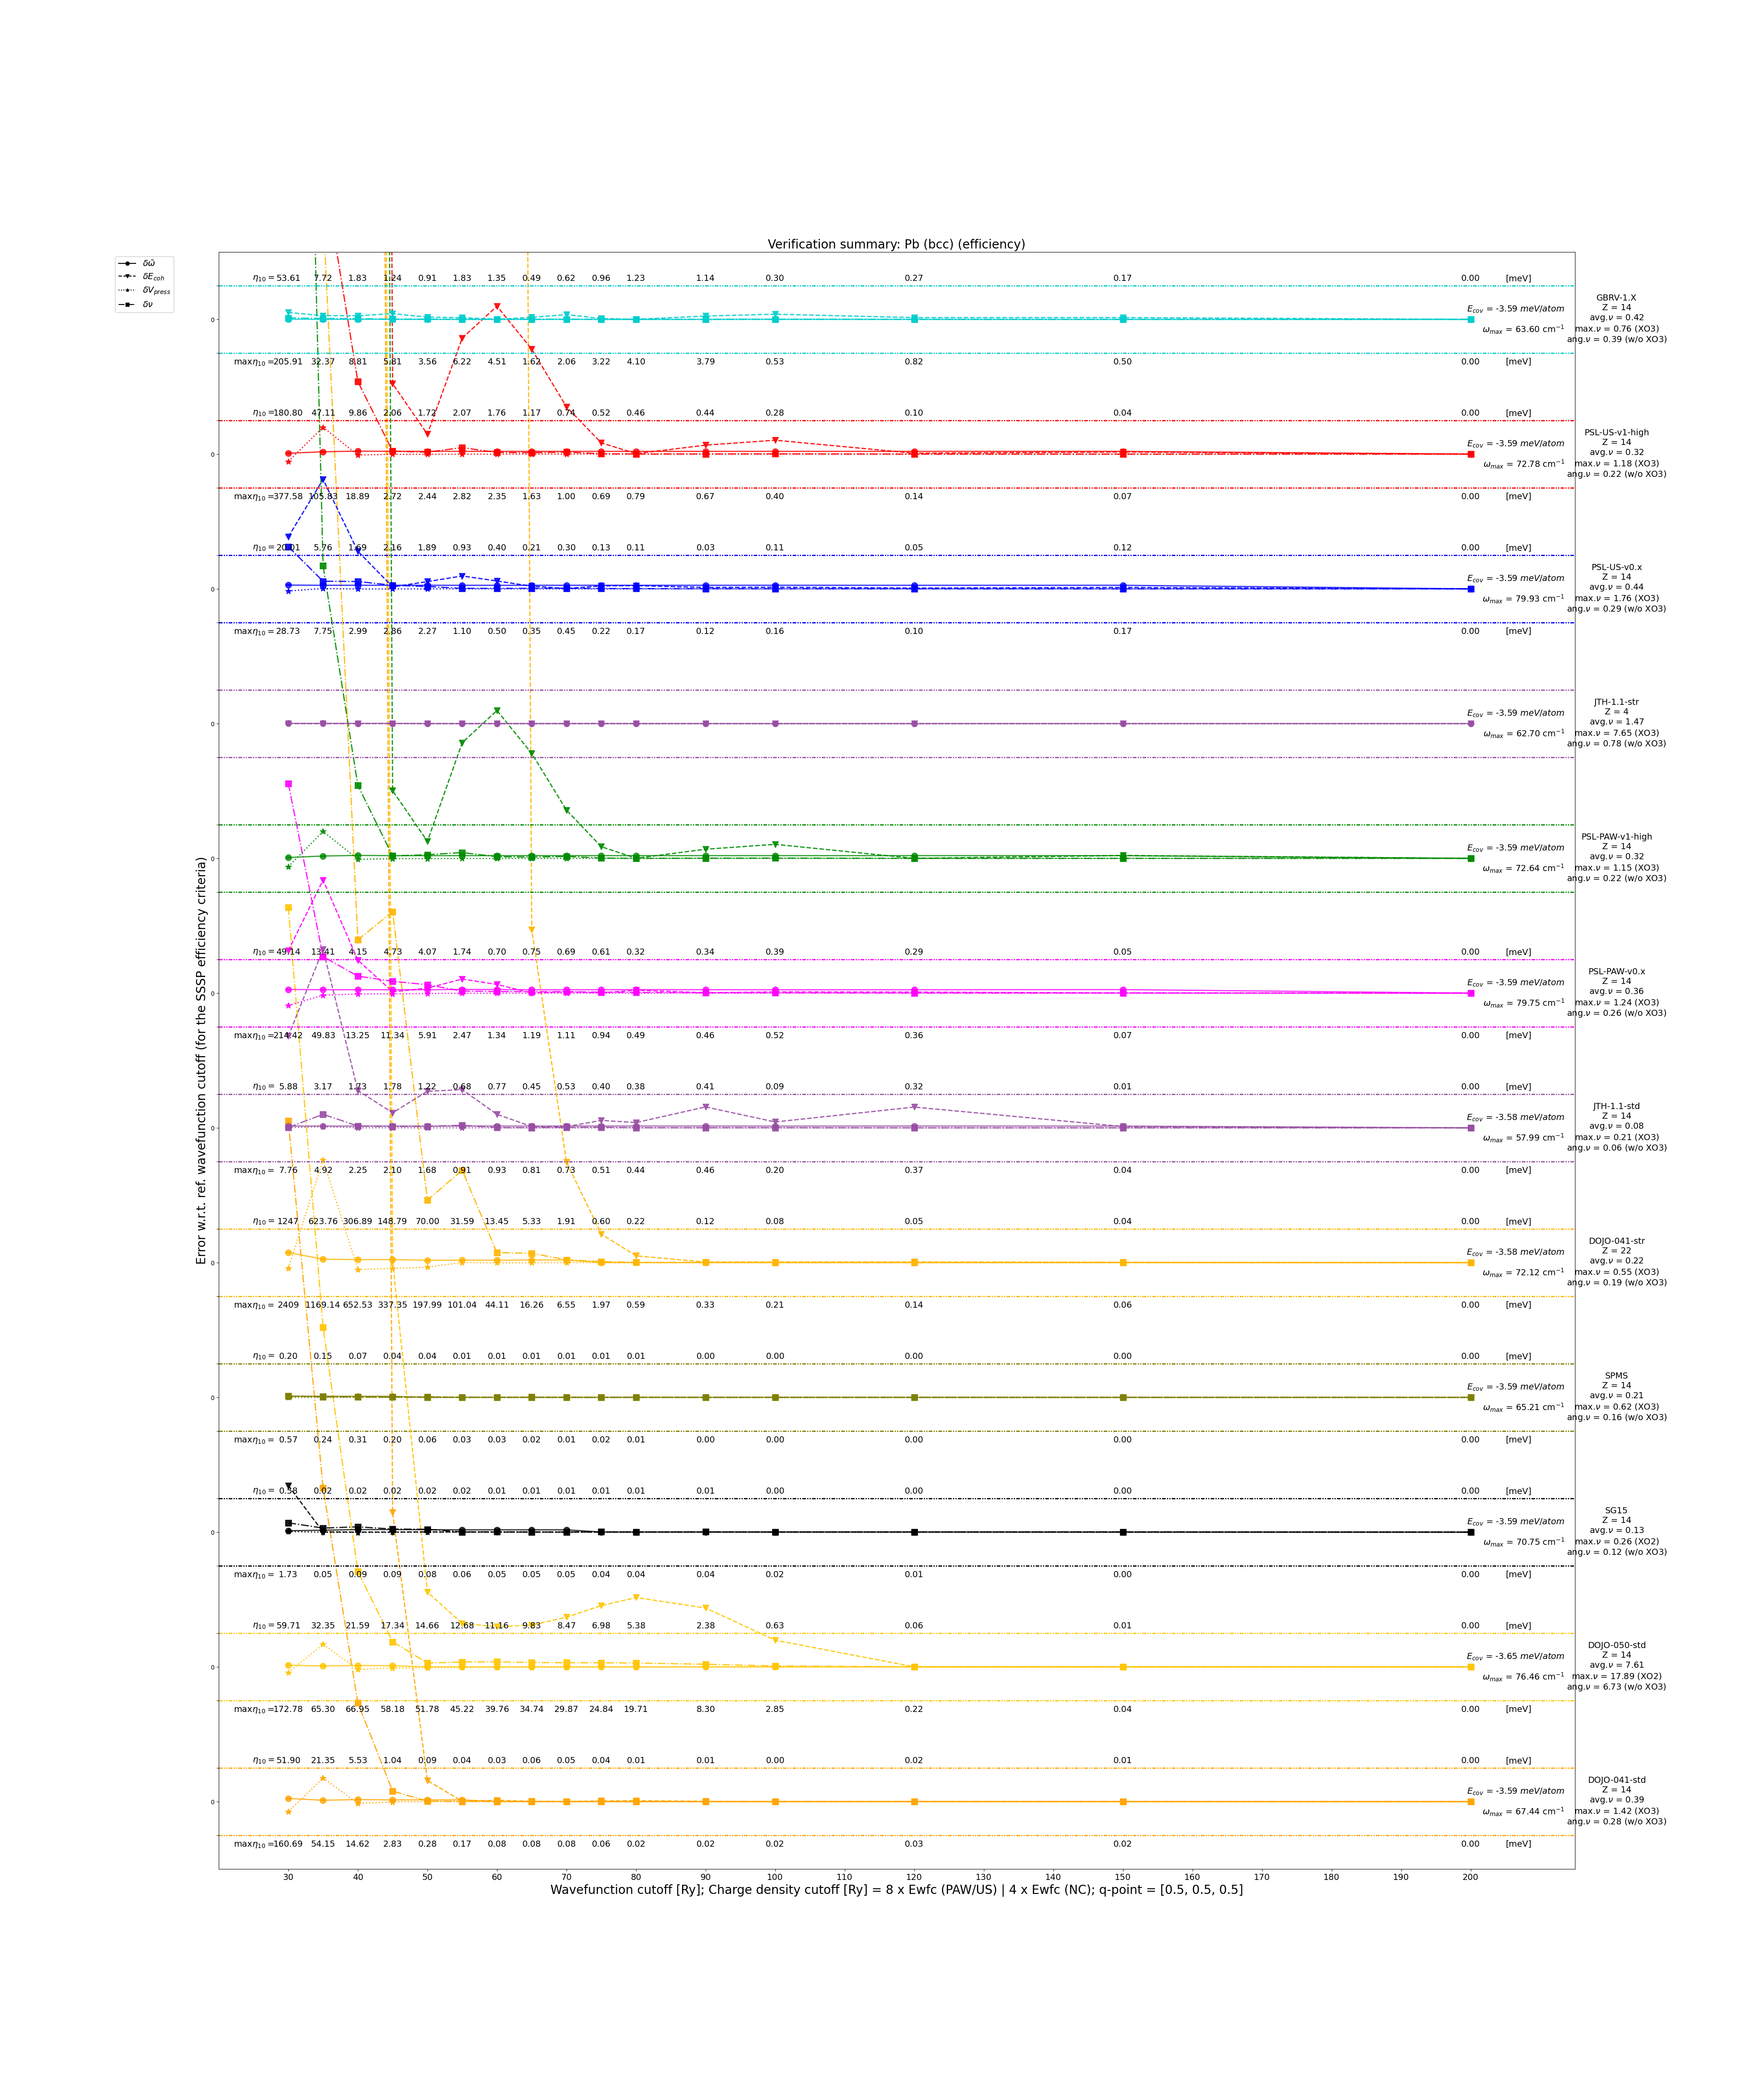 Verification summary: Pb (bcc) (efficiency)
δω̄
δE_coh
δV_press
δν
Error w.r.t. ref. wavefunction cutoff (for the SSSP efficiency criteria)
η₁₀ = 53.61 7.72 1.83 1.24 0.91 1.83 1.35 0.49 0.62 0.96 1.23 1.14 0.30 0.27 0.17 0.00 [meV]
0
E_cov = -3.59 meV/atom
ω_max = 63.60 cm⁻¹
GBRV-1.X
Z = 14
avg.ν = 0.42
max.ν = 0.76 (XO3)
ang.ν = 0.39 (w/o XO3)
maxη₁₀ = 205.91 32.37 8.81 5.81 3.56 6.22 4.51 1.62 2.06 3.22 4.10 3.79 0.53 0.82 0.50 0.00 [meV]
η₁₀ = 180.80 47.11 9.86 2.06 1.72 2.07 1.76 1.17 0.74 0.52 0.46 0.44 0.28 0.10 0.04 0.00 [meV]
0
E_cov = -3.59 meV/atom
ω_max = 72.78 cm⁻¹
PSL-US-v1-high
Z = 14
avg.ν = 0.32
max.ν = 1.18 (XO3)
ang.ν = 0.22 (w/o XO3)
maxη₁₀ = 377.58 105.83 18.89 2.72 2.44 2.82 2.35 1.63 1.00 0.69 0.79 0.67 0.40 0.14 0.07 0.00 [meV]
η₁₀ = 20.01 5.76 1.69 2.16 1.89 0.93 0.40 0.21 0.30 0.13 0.11 0.03 0.11 0.05 0.12 0.00 [meV]
0
E_cov = -3.59 meV/atom
ω_max = 79.93 cm⁻¹
PSL-US-v0.x
Z = 14
avg.ν = 0.44
max.ν = 1.76 (XO3)
ang.ν = 0.29 (w/o XO3)
maxη₁₀ = 28.73 7.75 2.99 2.86 2.27 1.10 0.50 0.35 0.45 0.22 0.17 0.12 0.16 0.10 0.17 0.00 [meV]
0
E_cov = -3.59 meV/atom
ω_max = 62.70 cm⁻¹
JTH-1.1-str
Z = 4
avg.ν = 1.47
max.ν = 7.65 (XO3)
ang.ν = 0.78 (w/o XO3)
0
E_cov = -3.59 meV/atom
ω_max = 72.64 cm⁻¹
PSL-PAW-v1-high
Z = 14
avg.ν = 0.32
max.ν = 1.15 (XO3)
ang.ν = 0.22 (w/o XO3)
η₁₀ = 49.14 13.41 4.15 4.73 4.07 1.74 0.70 0.75 0.69 0.61 0.32 0.34 0.39 0.29 0.05 0.00 [meV]
0
E_cov = -3.59 meV/atom
ω_max = 79.75 cm⁻¹
PSL-PAW-v0.x
Z = 14
avg.ν = 0.36
max.ν = 1.24 (XO3)
ang.ν = 0.26 (w/o XO3)
maxη₁₀ = 214.42 49.83 13.25 11.34 5.91 2.47 1.34 1.19 1.11 0.94 0.49 0.46 0.52 0.36 0.07 0.00 [meV]
η₁₀ = 5.88 3.17 1.73 1.78 1.22 0.68 0.77 0.45 0.53 0.40 0.38 0.41 0.09 0.32 0.01 0.00 [meV]
0
E_cov = -3.58 meV/atom
ω_max = 57.99 cm⁻¹
JTH-1.1-std
Z = 14
avg.ν = 0.08
max.ν = 0.21 (XO3)
ang.ν = 0.06 (w/o XO3)
maxη₁₀ = 7.76 4.92 2.25 2.10 1.68 0.91 0.93 0.81 0.73 0.51 0.44 0.46 0.20 0.37 0.04 0.00 [meV]
η₁₀ = 1247 623.76 306.89 148.79 70.00 31.59 13.45 5.33 1.91 0.60 0.22 0.12 0.08 0.05 0.04 0.00 [meV]
0
E_cov = -3.58 meV/atom
ω_max = 72.12 cm⁻¹
DOJO-041-str
Z = 22
avg.ν = 0.22
max.ν = 0.55 (XO3)
ang.ν = 0.19 (w/o XO3)
maxη₁₀ = 2409 1169.14 652.53 337.35 197.99 101.04 44.11 16.26 6.55 1.97 0.59 0.33 0.21 0.14 0.06 0.00 [meV]
η₁₀ = 0.20 0.15 0.07 0.04 0.04 0.01 0.01 0.01 0.01 0.01 0.01 0.00 0.00 0.00 0.00 0.00 [meV]
0
E_cov = -3.59 meV/atom
ω_max = 65.21 cm⁻¹
SPMS
Z = 14
avg.ν = 0.21
max.ν = 0.62 (XO3)
ang.ν = 0.16 (w/o XO3)
maxη₁₀ = 0.57 0.24 0.31 0.20 0.06 0.03 0.03 0.02 0.01 0.02 0.01 0.00 0.00 0.00 0.00 0.00 [meV]
η₁₀ = 0.58 0.02 0.02 0.02 0.02 0.02 0.01 0.01 0.01 0.01 0.01 0.01 0.00 0.00 0.00 0.00 [meV]
0
E_cov = -3.59 meV/atom
ω_max = 70.75 cm⁻¹
SG15
Z = 14
avg.ν = 0.13
max.ν = 0.26 (XO2)
ang.ν = 0.12 (w/o XO3)
maxη₁₀ = 1.73 0.05 0.09 0.09 0.08 0.06 0.05 0.05 0.05 0.04 0.04 0.04 0.02 0.01 0.00 0.00 [meV]
η₁₀ = 59.71 32.35 21.59 17.34 14.66 12.68 11.16 9.83 8.47 6.98 5.38 2.38 0.63 0.06 0.01 0.00 [meV]
0
E_cov = -3.65 meV/atom
ω_max = 76.46 cm⁻¹
DOJO-050-std
Z = 14
avg.ν = 7.61
max.ν = 17.89 (XO2)
ang.ν = 6.73 (w/o XO3)
maxη₁₀ = 172.78 65.30 66.95 58.18 51.78 45.22 39.76 34.74 29.87 24.84 19.71 8.30 2.85 0.22 0.04 0.00 [meV]
η₁₀ = 51.90 21.35 5.53 1.04 0.09 0.04 0.03 0.06 0.05 0.04 0.01 0.01 0.00 0.02 0.01 0.00 [meV]
0
E_cov = -3.59 meV/atom
ω_max = 67.44 cm⁻¹
DOJO-041-std
Z = 14
avg.ν = 0.39
max.ν = 1.42 (XO3)
ang.ν = 0.28 (w/o XO3)
maxη₁₀ = 160.69 54.15 14.62 2.83 0.28 0.17 0.08 0.08 0.08 0.06 0.02 0.02 0.02 0.03 0.02 0.00 [meV]
30 40 50 60 70 80 90 100 110 120 130 140 150 160 170 180 190 200
Wavefunction cutoff [Ry]; Charge density cutoff [Ry] = 8 x Ewfc (PAW/US) | 4 x Ewfc (NC); q-point = [0.5, 0.5, 0.5]